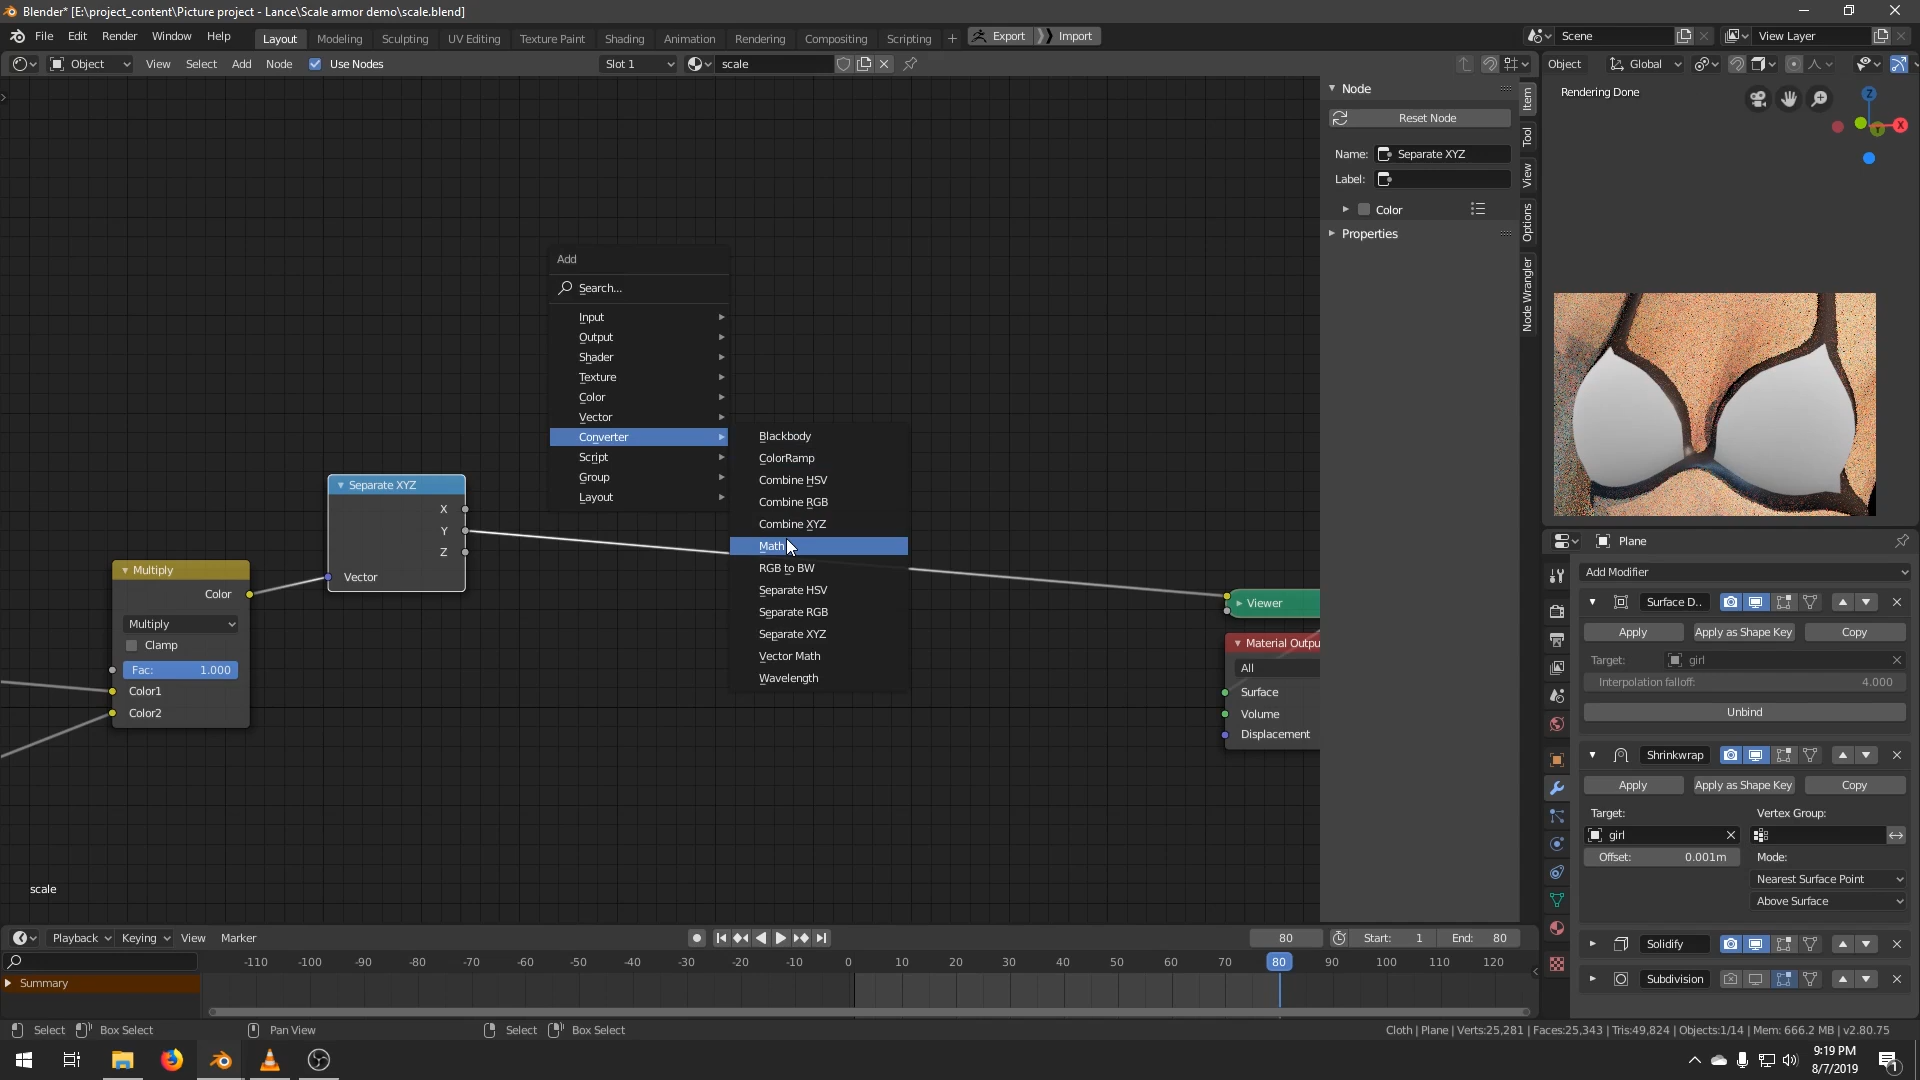 Blender* [E:\project_content\Picture project - Lance\Scale armor demo\scale.blend]
File Edit Render Window Help Layout Modeling Sculpting UV Editing Texture Paint Shading Animation Rendering Compositing Scripting + Export Import Scene View Layer
Object View Select Add Node Use Nodes Slot 1 scale Object Global
Node
Reset Node
Name: Separate XYZ
Label:
Color
Properties
Item
Tool
View
Options
Node Wrangler
Rendering Done
Z
X
Y
Add
Search...
Input
Output
Shader
Texture
Color
Vector
Converter
Script
Group
Layout
Blackbody
ColorRamp
Combine HSV
Combine RGB
Combine XYZ
Math
RGB to BW
Separate HSV
Separate RGB
Separate XYZ
Vector Math
Wavelength
Separate XYZ
X
Y
Z
Vector
Multiply
Color
Multiply
Clamp
Fac: 1.000
Color1
Color2
Viewer
Material Outpu
All
Surface
Volume
Displacement
scale
Plane
Add Modifier
Surface D..
Apply Apply as Shape Key Copy
Target: girl
Interpolation falloff: 4.000
Unbind
Shrinkwrap
Apply Apply as Shape Key Copy
Target: Vertex Group:
girl
Offset: 0.001m Mode:
Nearest Surface Point
Above Surface
Solidify
Subdivision
Playback Keying View Marker 80 Start: 1 End: 80
-110 -100 -90 -80 -70 -60 -50 -40 -30 -20 -10 0 10 20 30 40 50 60 70 80 90 100 110 120
Summary
Select Box Select Pan View Select Box Select Cloth | Plane | Verts:25,281 | Faces:25,343 | Tris:49,824 | Objects:1/14 | Mem: 666.2 MB | v2.80.75
9:19 PM
8/7/2019
1